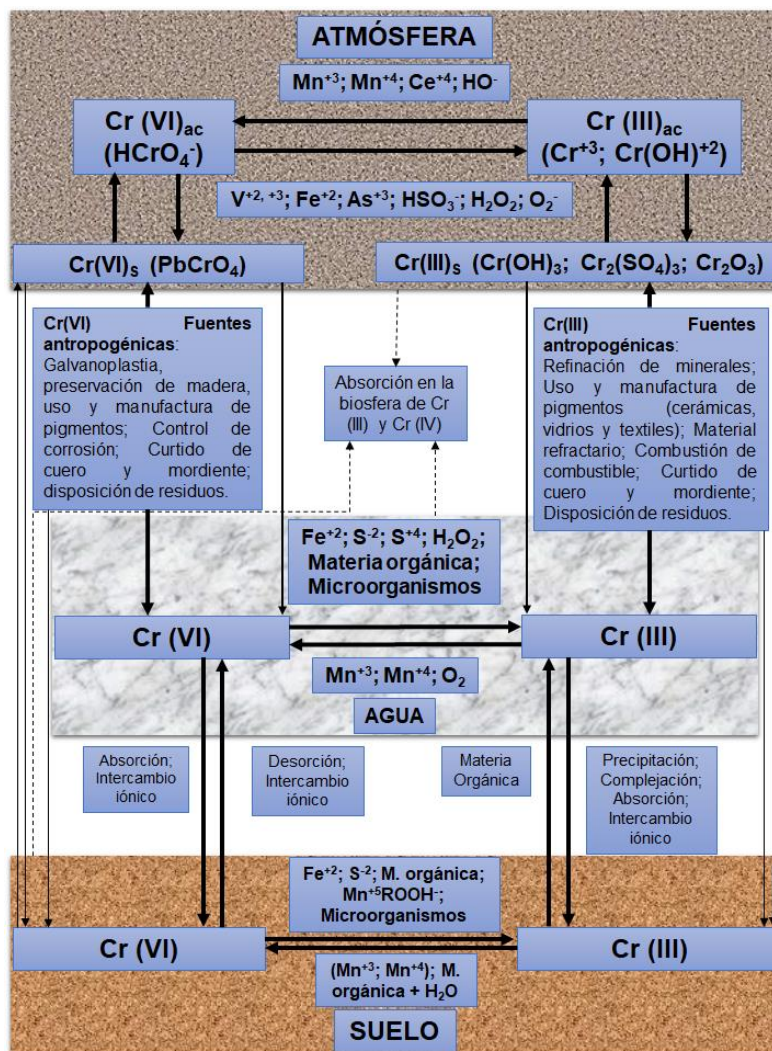 ATMÓSFERA
Mn⁺³; Mn⁺⁴; Ce⁺⁴; HO⁻
Cr (VI)ₐc
(HCrO₄⁻)
Cr (III)ₐc
(Cr⁺³; Cr(OH)⁺²)
V⁺², ⁺³; Fe⁺²; As⁺³; HSO₃⁻; H₂O₂; O₂⁻
Cr(VI)ₛ (PbCrO₄)
Cr(III)ₛ (Cr(OH)₃; Cr₂(SO₄)₃; Cr₂O₃)
Cr(VI) Fuentes
antropogénicas:
Galvanoplastia,
preservación de madera,
uso y manufactura de
pigmentos; Control de
corrosión; Curtido de
cuero y mordiente;
disposición de residuos.
Absorción en la
biosfera de Cr
(III) y Cr (IV)
Cr(III) Fuentes
antropogénicas:
Refinación de minerales;
Uso y manufactura de
pigmentos (cerámicas,
vidrios y textiles); Material
refractario; Combustión de
combustible; Curtido de
cuero y mordiente;
Disposición de residuos.
Fe⁺²; S⁻²; S⁺⁴; H₂O₂;
Materia orgánica;
Microorganismos
Cr (VI)
Cr (III)
Mn⁺³; Mn⁺⁴; O₂
AGUA
Absorción;
Intercambio
iónico
Desorción;
Intercambio
iónico
Materia
Orgánica
Precipitación;
Complejación;
Absorción;
Intercambio
iónico
Fe⁺²; S⁻²; M. orgánica;
Mn⁺⁵ROOH⁻;
Microorganismos
Cr (VI)
Cr (III)
(Mn⁺³; Mn⁺⁴); M.
orgánica + H₂O
SUELO